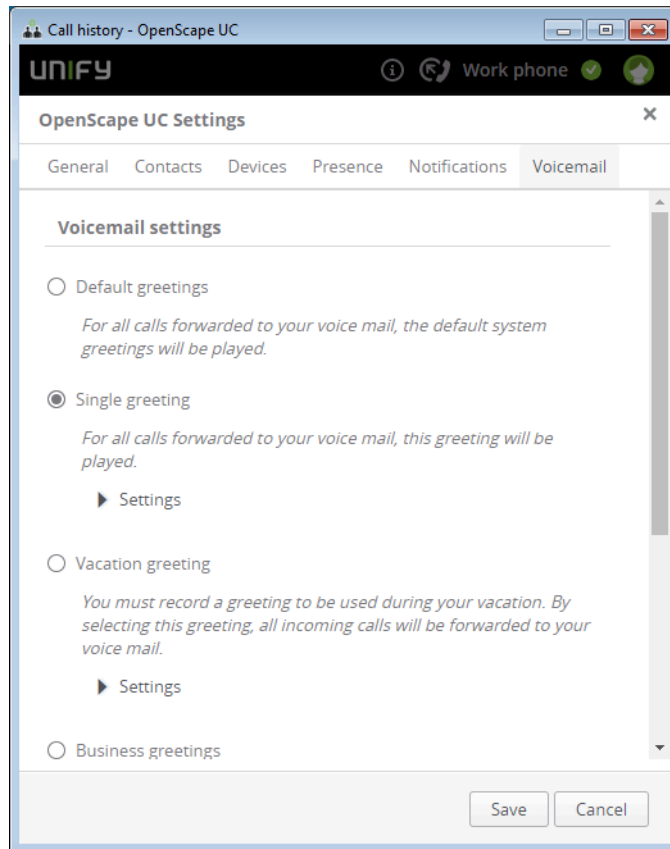 Call history - OpenScape UC
UNIFY
Work phone
OpenScape UC Settings
General Contacts Devices Presence Notifications Voicemail
Voicemail settings
Default greetings
For all calls forwarded to your voice mail, the default system
greetings will be played.
Single greeting
For all calls forwarded to your voice mail, this greeting will be
played.
Settings
Vacation greeting
You must record a greeting to be used during your vacation. By
selecting this greeting, all incoming calls will be forwarded to your
voice mail.
Settings
Business greetings
Save Cancel